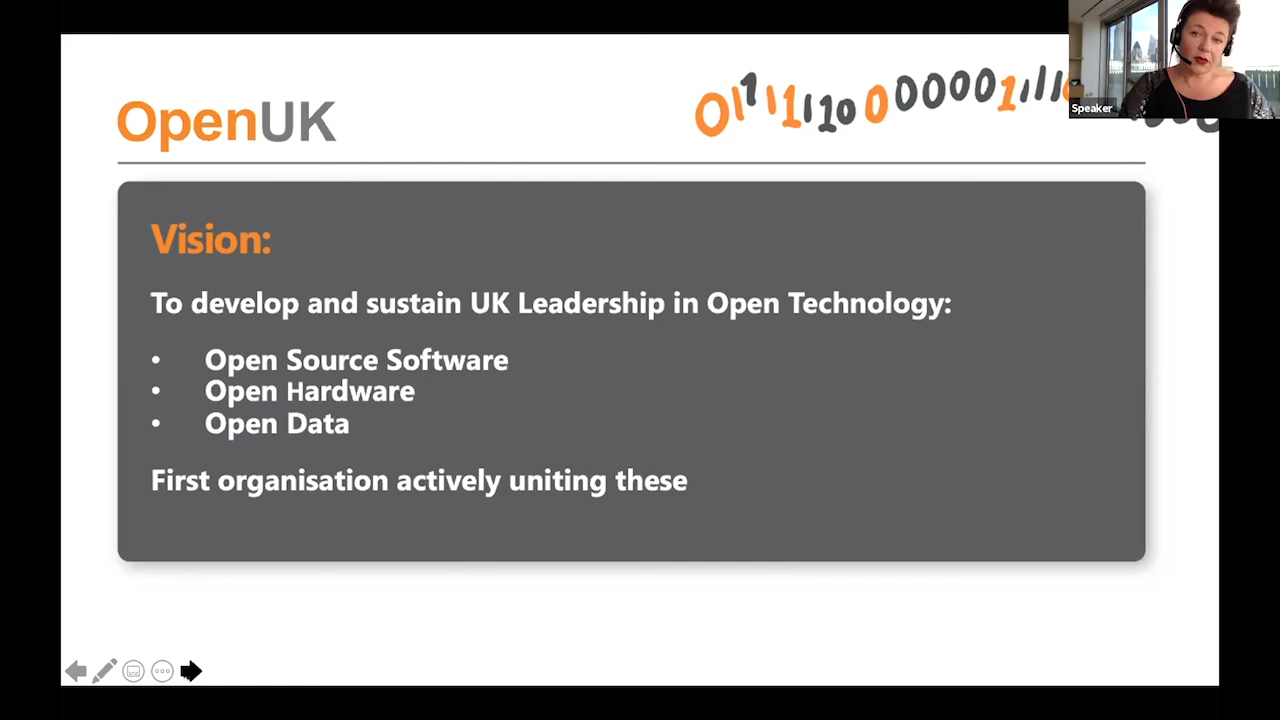 OpenUK
Speaker
Vision:
To develop and sustain UK Leadership in Open Technology:
• Open Source Software
• Open Hardware
• Open Data
First organisation actively uniting these